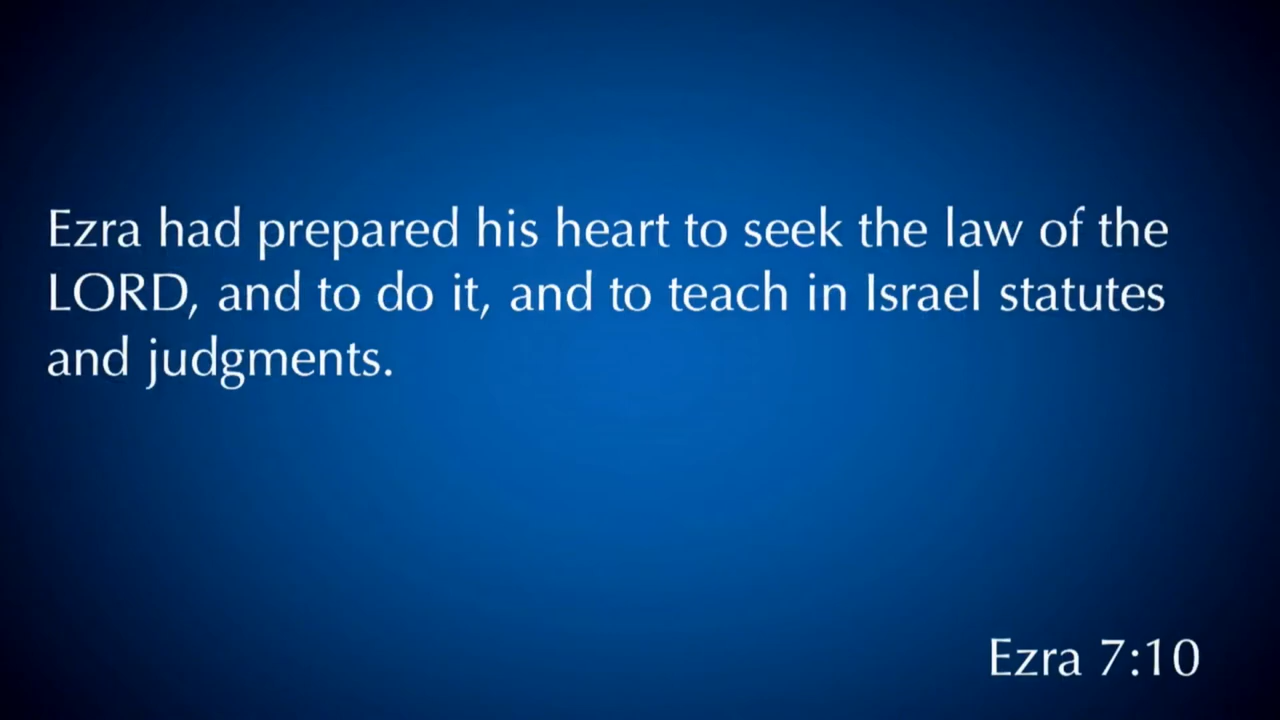 Ezra had prepared his heart to seek the law of the
LORD, and to do it, and to teach in Israel statutes
and judgments.
Ezra 7:10